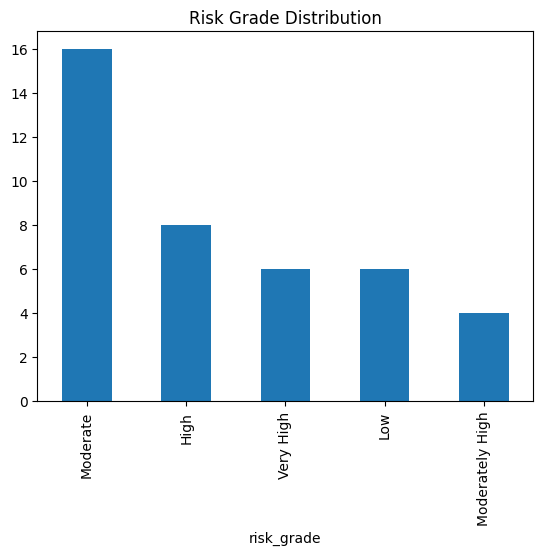 Risk Grade Distribution
16
14
12
10
8
6
4
2
0
Moderate
High
Very High
Low
Moderately High
risk_grade